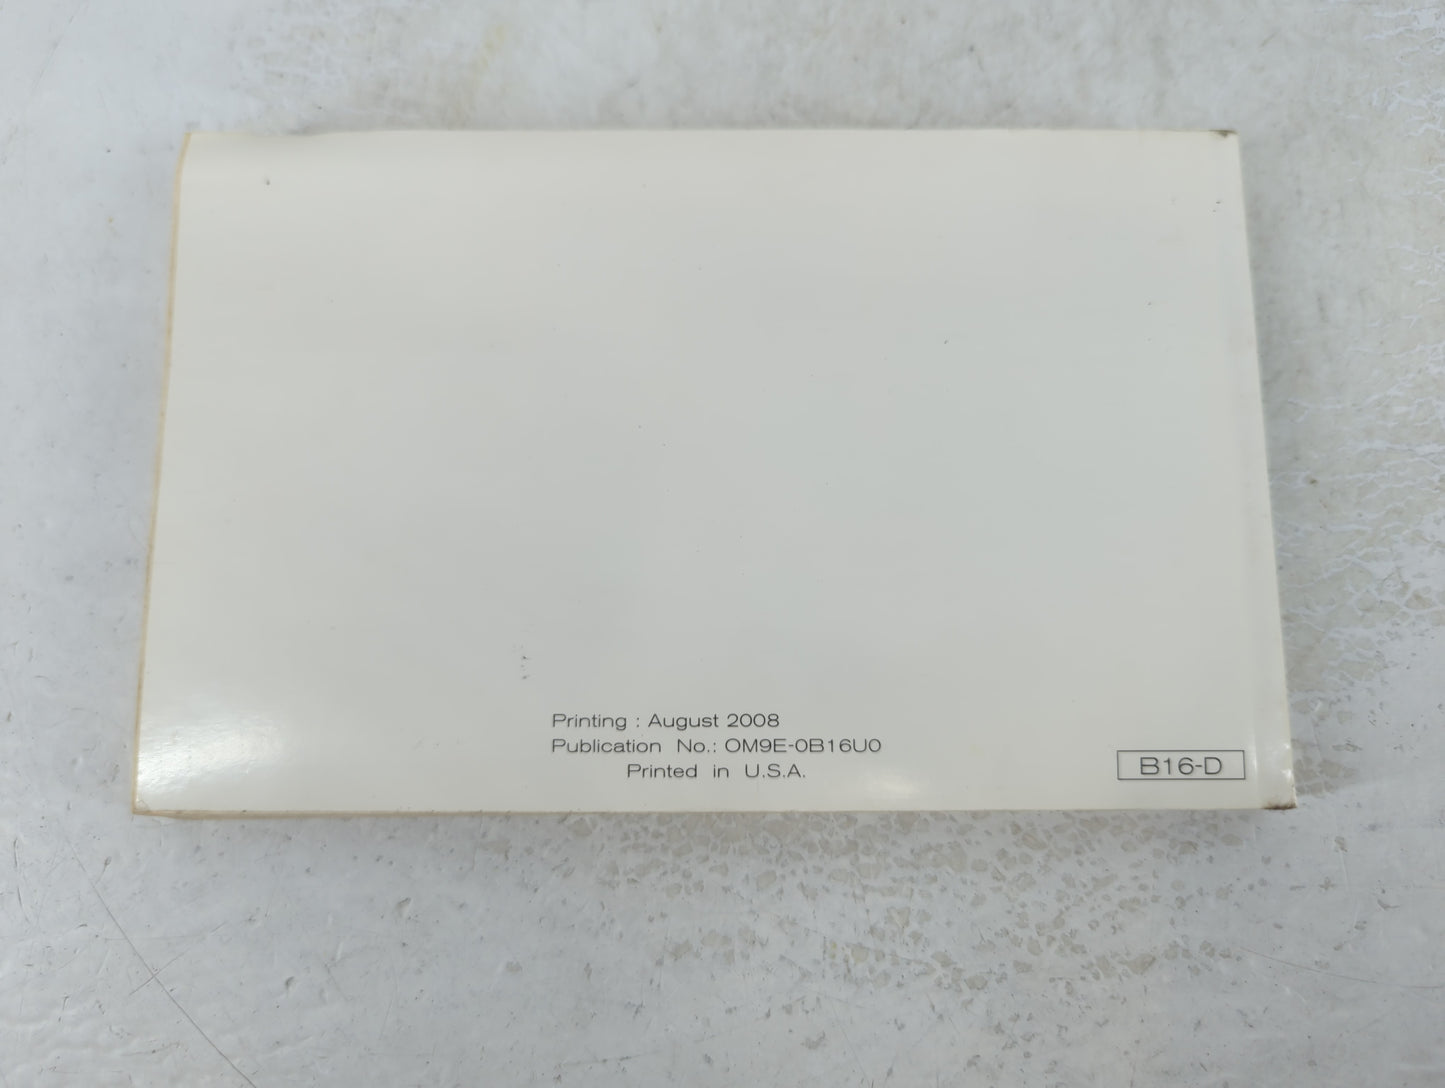 Printing : August 2008
Publication No.: OM9E-0B16U0
Printed in U.S.A.
B16-D